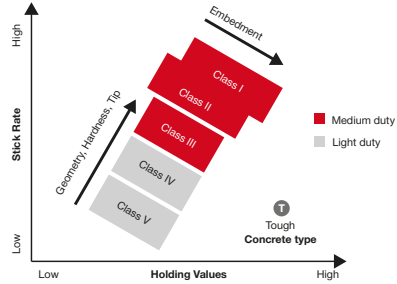 High
Embedment
Class I
Class II
Geometry, Hardness, Tip
Class III
Medium duty
Light duty
Stick Rate
Class IV
Class V
T
Tough
Concrete type
Low
Low
Holding Values
High